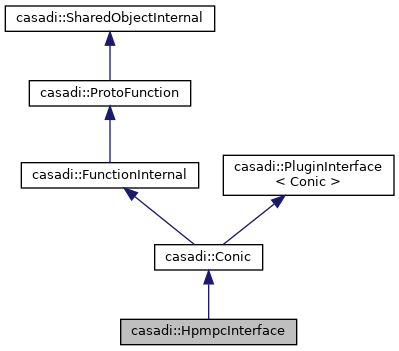 casadi::SharedObjectInternal
casadi::ProtoFunction
casadi::FunctionInternal
casadi::PluginInterface
< Conic >
casadi::Conic
casadi::HpmpcInterface